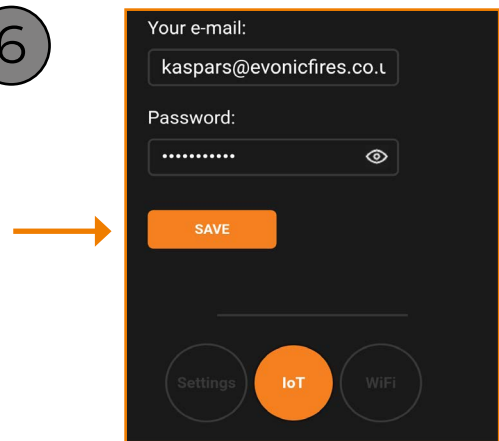 6
Your e-mail:
kaspars@evonicfires.co.u
Password:
•••••••••••
SAVE
Settings
IoT
WiFi